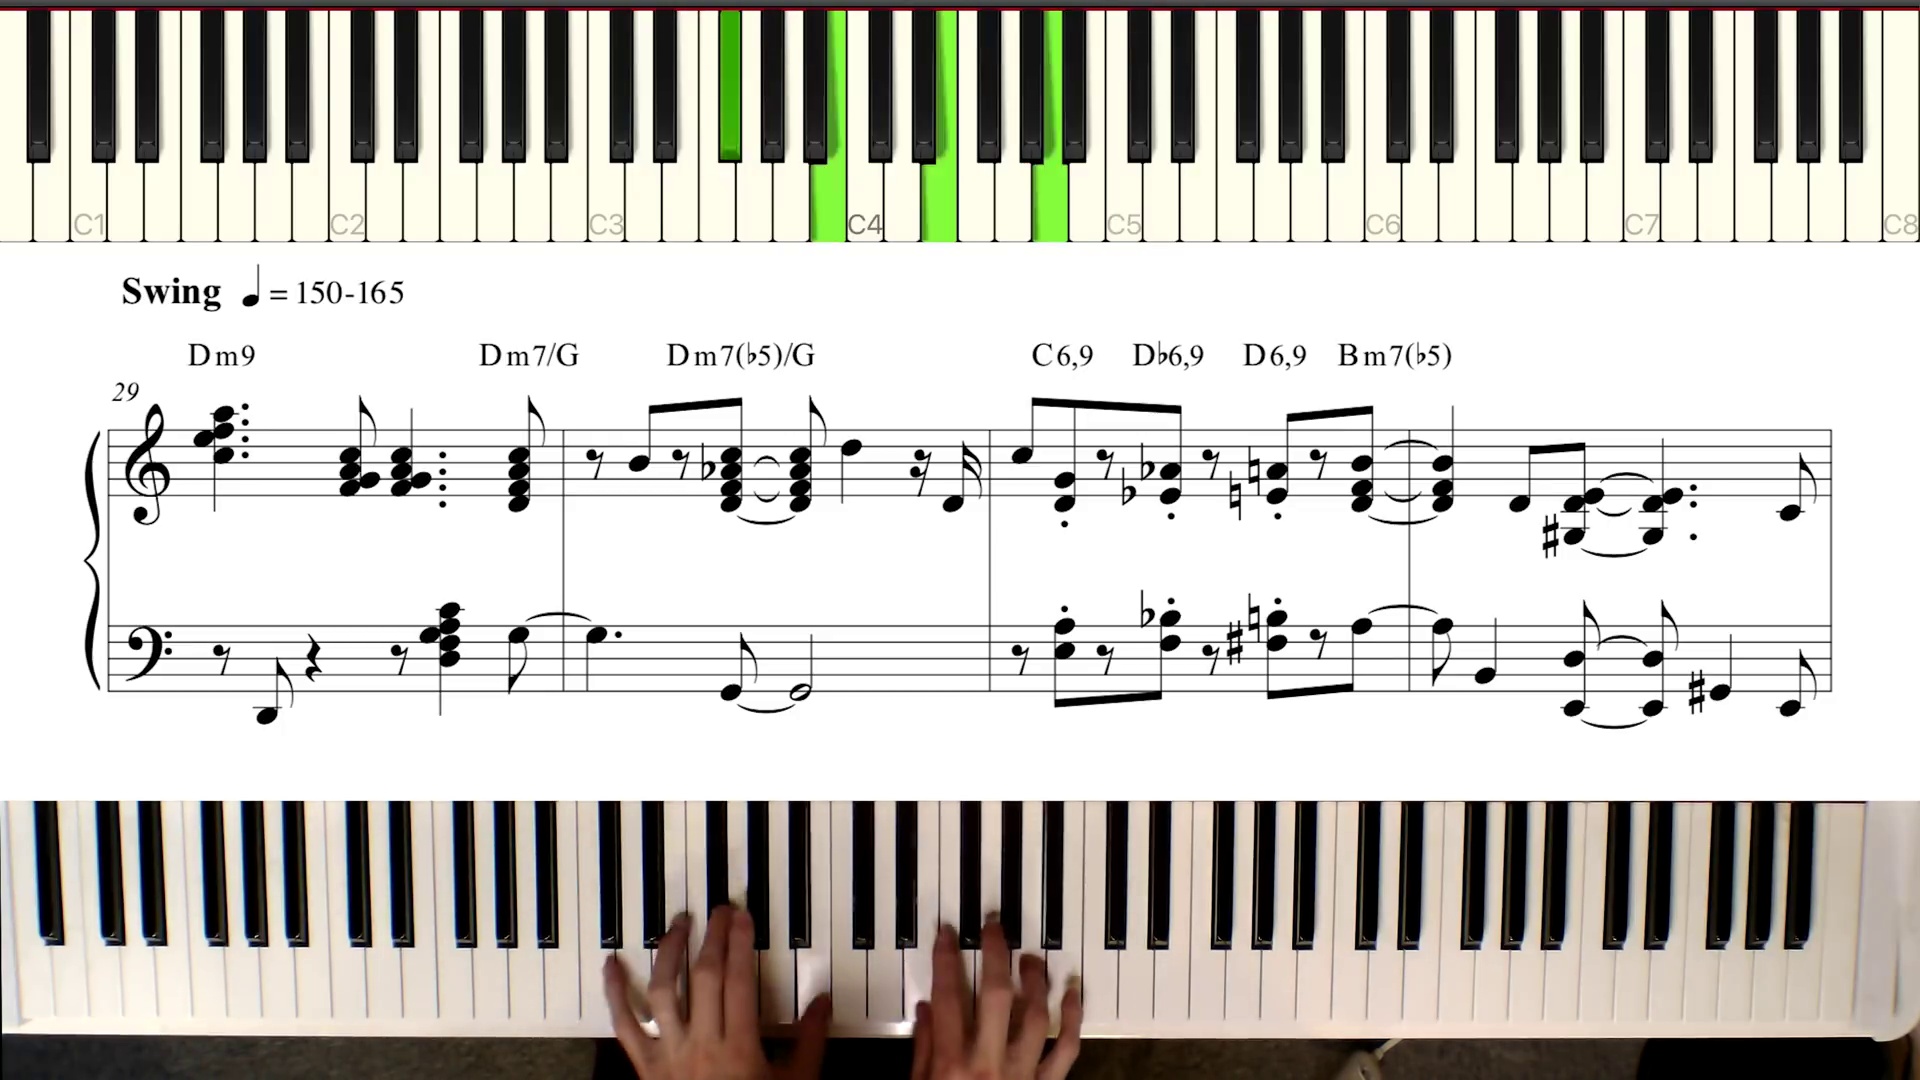 C1 C2 C3 C4 C5 C6 C7 C8
Swing ♩ = 150-165
Dm9 Dm7/G Dm7(♭5)/G C6,9 D♭6,9 D6,9 Bm7(♭5)
29